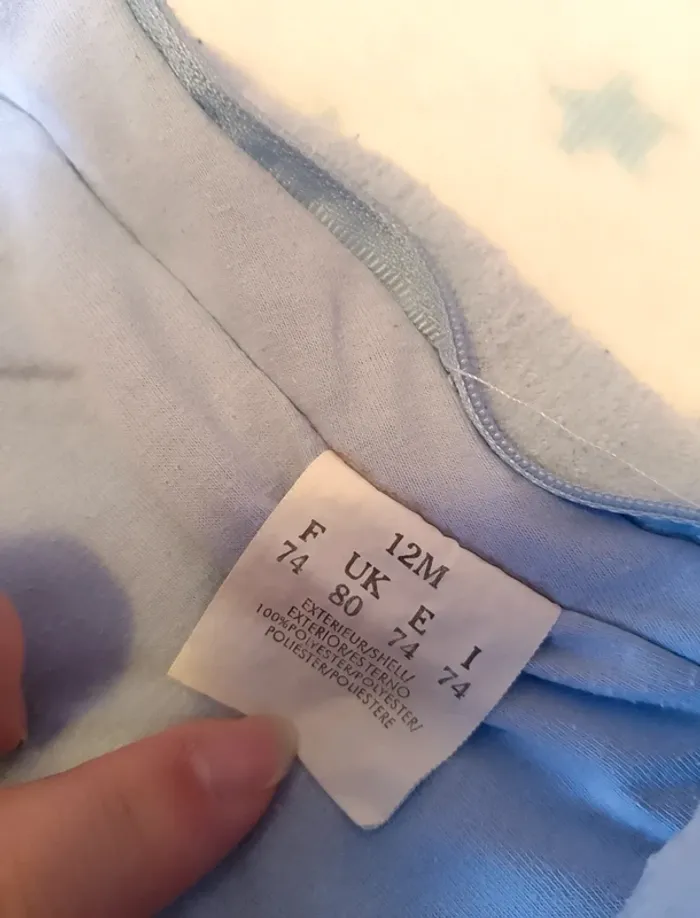 12M
F UK E I
74 80 74 74
EXTERIEUR/SHELL/
EXTERIOR/ESTERNO
100%POLYESTER/POLYESTER/
POLIESTER/POLIESTERE